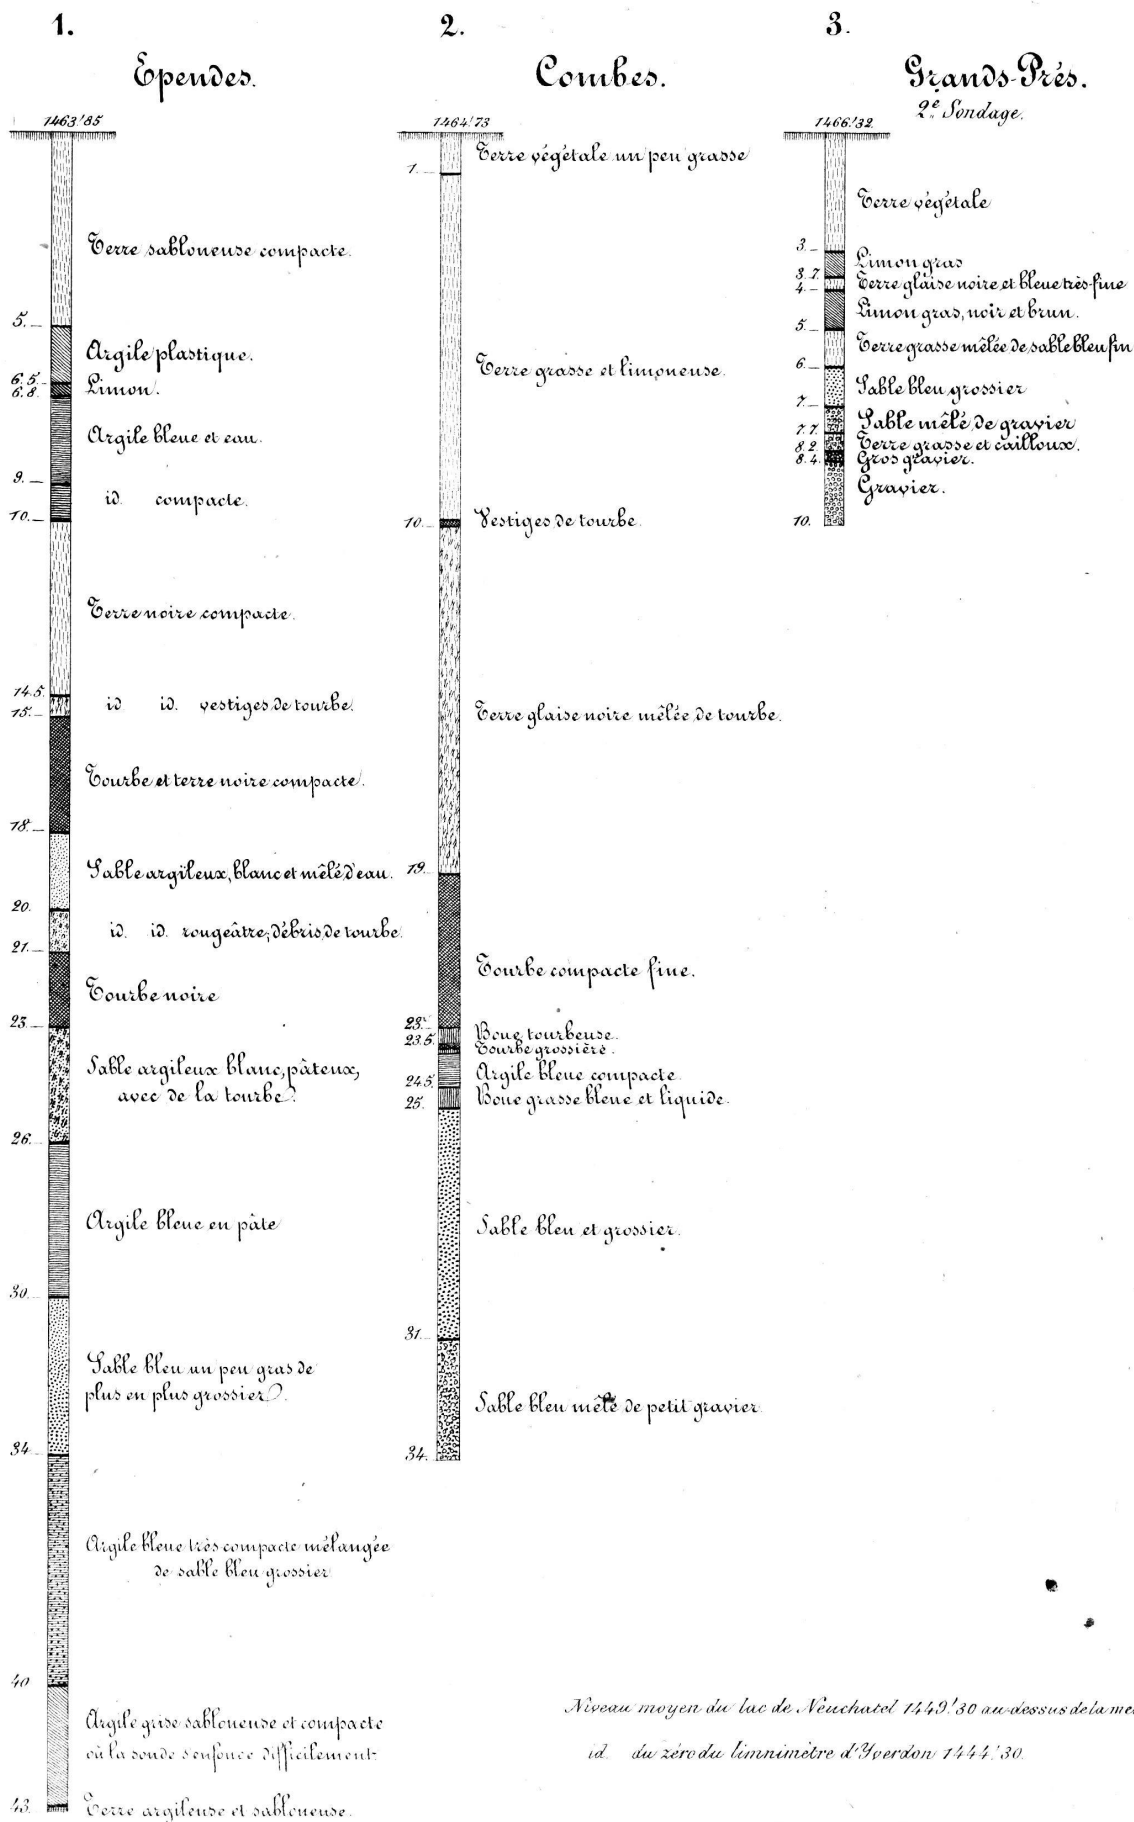 1.
Ependes.
1463!85
Terre sabloneuse compacte.
5.
Argile plastique.
6.5.
Limon.
6.8.
Argile bleue et eau.
9.
id. compacte.
10.
Terre noire compacte.
14.5.
id id. vestiges de tourbe.
15.
Tourbe et terre noire compacte.
18.
Sable argileux, blanc et mêlé d'eau.
20.
id. id. rougeâtre, débris de tourbe.
21.
Tourbe noire
23.
Sable argileux blanc, pâteux,
avec de la tourbe.
26.
Argile bleue en pâte
30.
Sable bleu un peu gras de
plus en plus grossier.
34.
Argile bleue très compacte mélangée
de sable bleu grossier
40
Argile grise sabloneuse et compacte
où la sonde s'enfonce difficilement
43.
Terre argileuse et sabloneuse.
2.
Combes.
1464!73
Terre végétale un peu grasse
1.
Terre grasse et limoneuse.
10.
Vestiges de tourbe.
Terre glaise noire mêlée de tourbe.
19.
Tourbe compacte fine.
23.
Boue tourbeuse.
23.5.
Tourbe grossière.
Argile bleue compacte.
24.5.
Boue grasse bleue et liquide.
25.
Sable bleu et grossier.
31.
Sable bleu mêlé de petit gravier.
34.
3.
Grands-Prés.
2e Sondage.
1466!32
Terre végétale
3.
Limon gras
3.7.
Terre glaise noire et bleue très-fine
4.
Limon gras, noir et brun.
5.
Terre grasse mêlée de sable bleu fin
6.
Sable bleu grossier
7.
Sable mêlé de gravier
7.7.
Terre grasse et cailloux.
8.2.
Gros gravier.
8.4.
Gravier.
10.
Niveau moyen du lac de Neuchatel 1449!30 au-dessus de la me
id. du zéro du limnimètre d'Yverdon 1444!30.